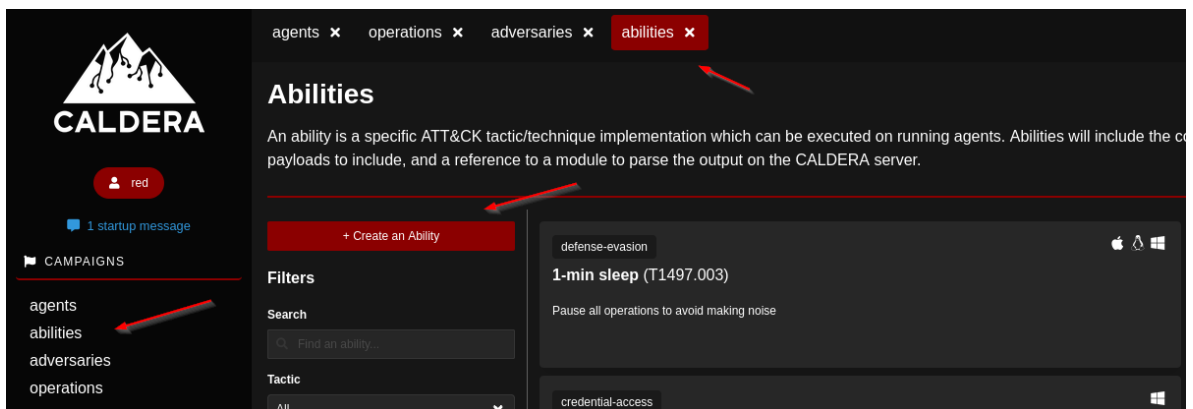 agents ✖ operations ✖ adversaries ✖ abilities ✖
CALDERA
red
1 startup message
CAMPAIGNS
agents
abilities
adversaries
operations
Abilities
An ability is a specific ATT&CK tactic/technique implementation which can be executed on running agents. Abilities will include the
payloads to include, and a reference to a module to parse the output on the CALDERA server.
+ Create an Ability
Filters
Search
Find an ability...
Tactic
All
defense-evasion
1-min sleep (T1497.003)
Pause all operations to avoid making noise
credential-access